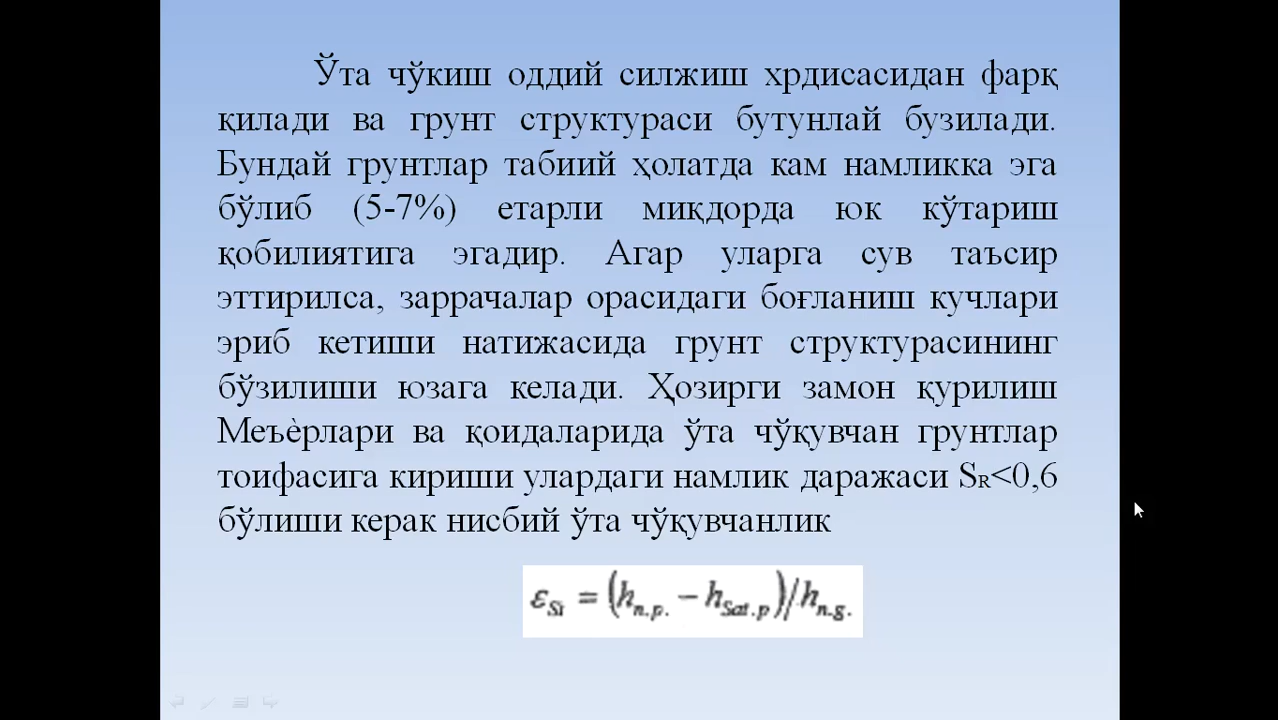 Ўта чўкиш оддий силжиш хрдисасидан фарқ
қилади ва грунт структураси бутунлай бузилади.
Бундай грунтлар табиий ҳолатда кам намликка эга
бўлиб (5-7%) етарли миқдорда юк кўтариш
қобилиятига эгадир. Агар уларга сув таъсир
эттирилса, заррачалар орасидаги боғланиш кучлари
эриб кетиши натижасида грунт структурасининг
бўзилиши юзага келади. Ҳозирги замон қурилиш
Меъѐрлари ва қоидаларида ўта чўқувчан грунтлар
тоифасига кириши улардаги намлик даражаси SR<0,6
бўлиши керак нисбий ўта чўқувчанлик
εSi = (hn.p. − hSat.p)/hn.g.